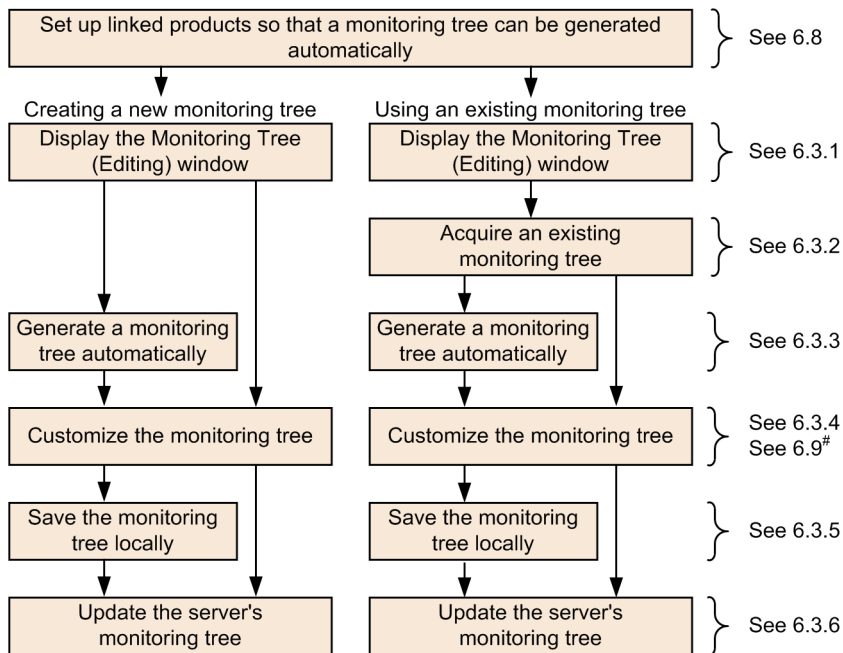 Set up linked products so that a monitoring tree can be generated
automatically
See 6.8
Creating a new monitoring tree
Using an existing monitoring tree
Display the Monitoring Tree
(Editing) window
Display the Monitoring Tree
(Editing) window
See 6.3.1
Acquire an existing
monitoring tree
See 6.3.2
Generate a monitoring
tree automatically
Generate a monitoring
tree automatically
See 6.3.3
Customize the monitoring tree
Customize the monitoring tree
See 6.3.4
See 6.9#
Save the monitoring
tree locally
Save the monitoring
tree locally
See 6.3.5
Update the server's
monitoring tree
Update the server's
monitoring tree
See 6.3.6